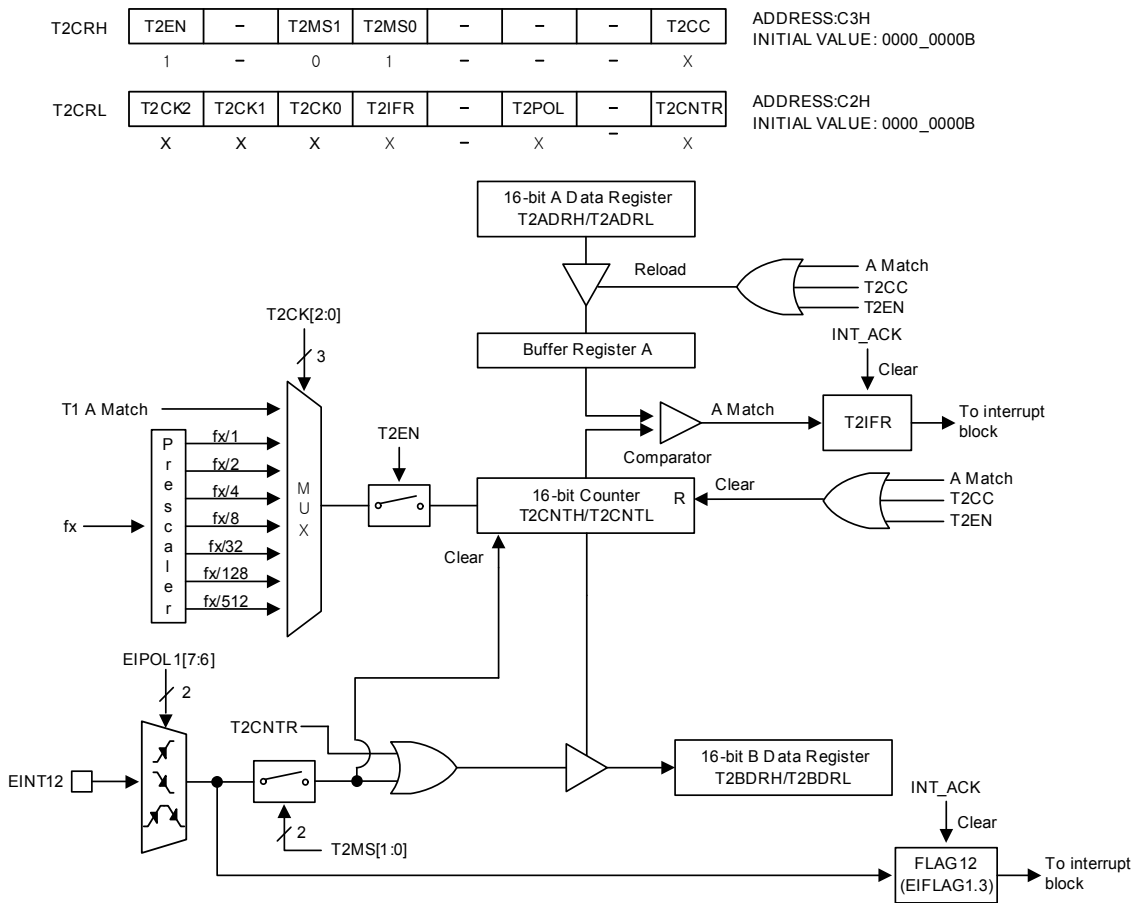 T2CRH T2EN – T2MS1 T2MS0 – – – T2CC ADDRESS:C3H
INITIAL VALUE : 0000_0000B
1 – 0 1 – – – X
T2CRL T2CK2 T2CK1 T2CK0 T2IFR – T2POL – T2CNTR ADDRESS:C2H
INITIAL VALUE : 0000_0000B
X X X X – X – X
16-bit A Data Register
T2ADRH/T2ADRL
Reload
A Match
T2CC
T2EN
T2CK[2:0]
3
Buffer Register A
INT_ACK
Clear
T1 A Match
A Match
T2IFR
To interrupt
block
Comparator
T2EN
Prescaler
fx
fx/1
fx/2
fx/4
fx/8
fx/32
fx/128
fx/512
MUX
16-bit Counter
T2CNTH/T2CNTL
R
Clear
A Match
T2CC
T2EN
Clear
EIPOL1[7:6]
2
T2CNTR
EINT12
2
T2MS[1:0]
16-bit B Data Register
T2BDRH/T2BDRL
INT_ACK
Clear
FLAG12
(EIFLAG1.3)
To interrupt
block